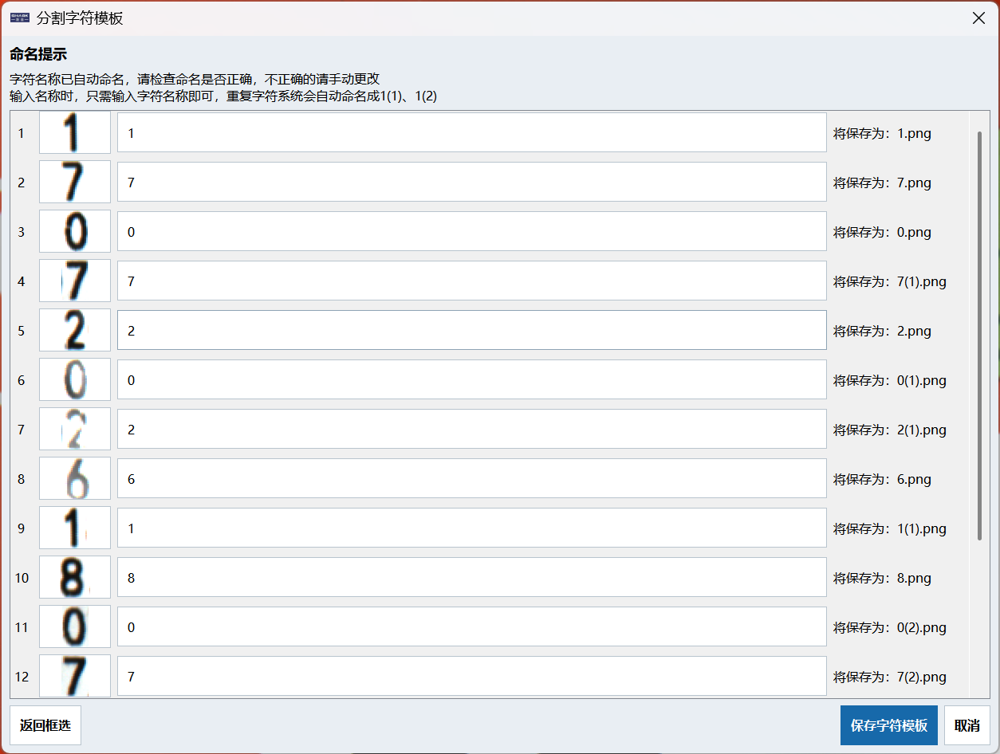 分割字符模板
命名提示
字符名称已自动命名，请检查命名是否正确，不正确的请手动更改
输入名称时，只需输入字符名称即可，重复字符系统会自动命名成1(1)、1(2)
1 1 1 将保存为：1.png
2 7 7 将保存为：7.png
3 0 0 将保存为：0.png
4 7 7 将保存为：7(1).png
5 2 2 将保存为：2.png
6 0 0 将保存为：0(1).png
7 2 2 将保存为：2(1).png
8 6 6 将保存为：6.png
9 1 1 将保存为：1(1).png
10 8 8 将保存为：8.png
11 0 0 将保存为：0(2).png
12 7 7 将保存为：7(2).png
返回框选 保存字符模板 取消